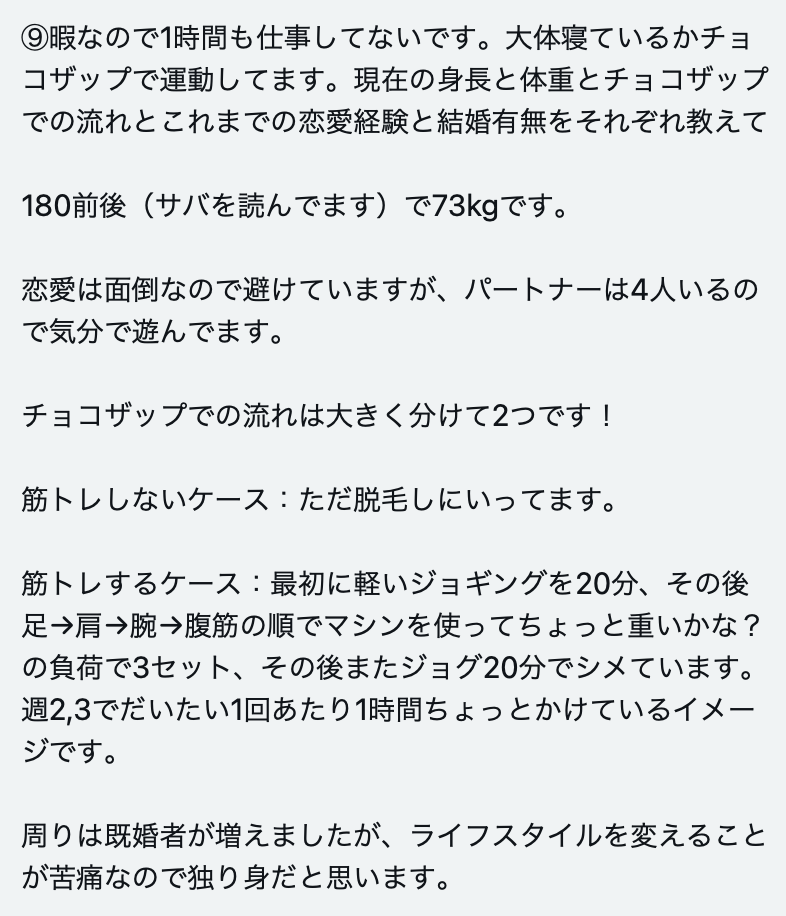 ⑨暇なので1時間も仕事してないです。大体寝ているかチョ
コザップで運動してます。現在の身長と体重とチョコザップ
での流れとこれまでの恋愛経験と結婚有無をそれぞれ教えて
180前後（サバを読んでます）で73kgです。
恋愛は面倒なので避けていますが、パートナーは4人いるの
で気分で遊んでます。
チョコザップでの流れは大きく分けて2つです！
筋トレしないケース：ただ脱毛しにいってます。
筋トレするケース：最初に軽いジョギングを20分、その後
足→肩→腕→腹筋の順でマシンを使ってちょっと重いかな？
の負荷で3セット、その後またジョグ20分でシメています。
週2,3でだいたい1回あたり1時間ちょっとかけているイメー
ジです。
周りは既婚者が増えましたが、ライフスタイルを変えること
が苦痛なので独り身だと思います。